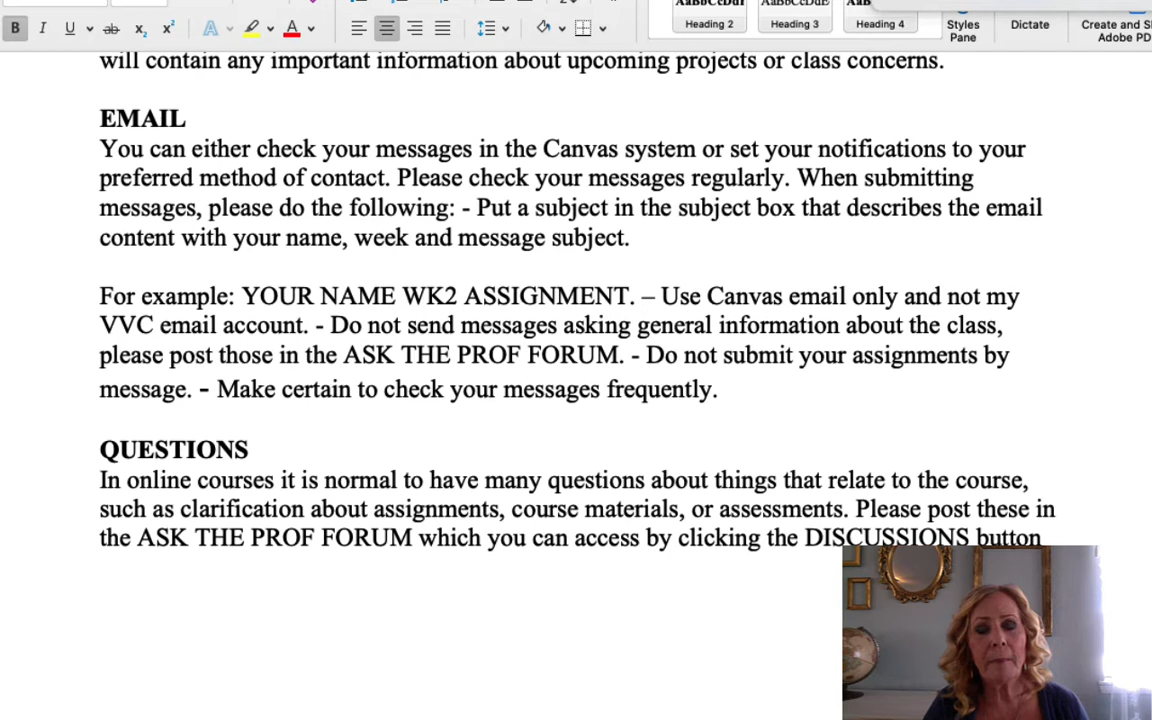 AaBbCcDdEe
AaBbCcDdE
AaBb
B I U ab x₂ x² A A
Heading 2
Heading 3
Heading 4
Styles
Pane
Dictate
Create and S
Adobe PD
will contain any important information about upcoming projects or class concerns.
EMAIL
You can either check your messages in the Canvas system or set your notifications to your
preferred method of contact. Please check your messages regularly. When submitting
messages, please do the following: - Put a subject in the subject box that describes the email
content with your name, week and message subject.
For example: YOUR NAME WK2 ASSIGNMENT. – Use Canvas email only and not my
VVC email account. - Do not send messages asking general information about the class,
please post those in the ASK THE PROF FORUM. - Do not submit your assignments by
message. - Make certain to check your messages frequently.
QUESTIONS
In online courses it is normal to have many questions about things that relate to the course,
such as clarification about assignments, course materials, or assessments. Please post these in
the ASK THE PROF FORUM which you can access by clicking the DISCUSSIONS button